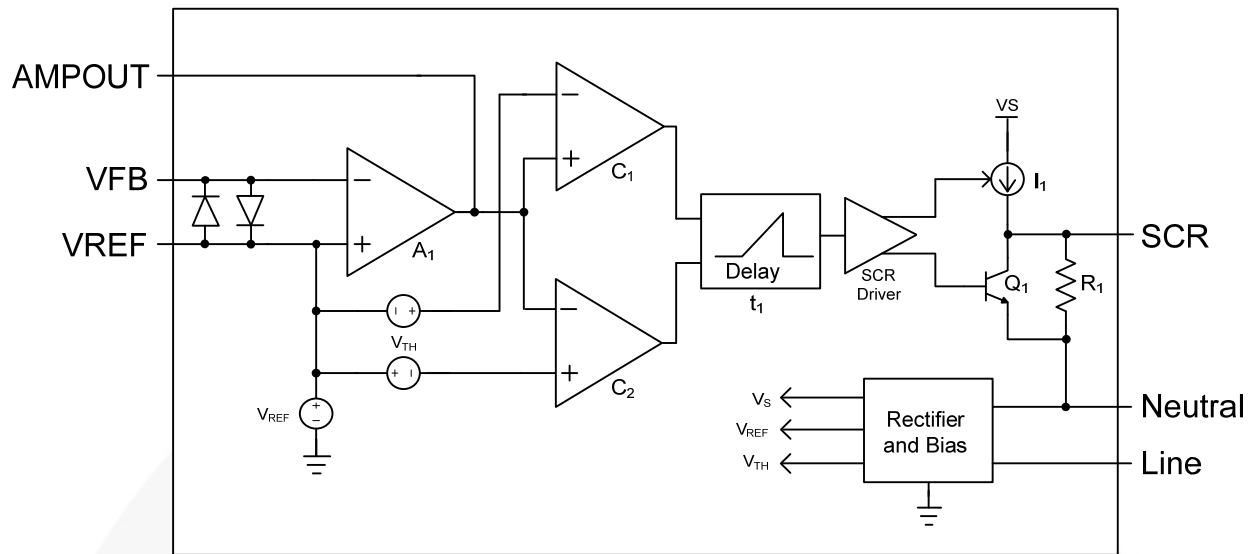 AMPOUT
VFB
VREF
− +
A1
− +
C1
− +
C2
− +
VTH
+ −
VREF
+ −
Delay
t1
SCR
Driver
VS
I1
Q1
R1
SCR
VS
VREF
VTH
Rectifier
and Bias
Neutral
Line